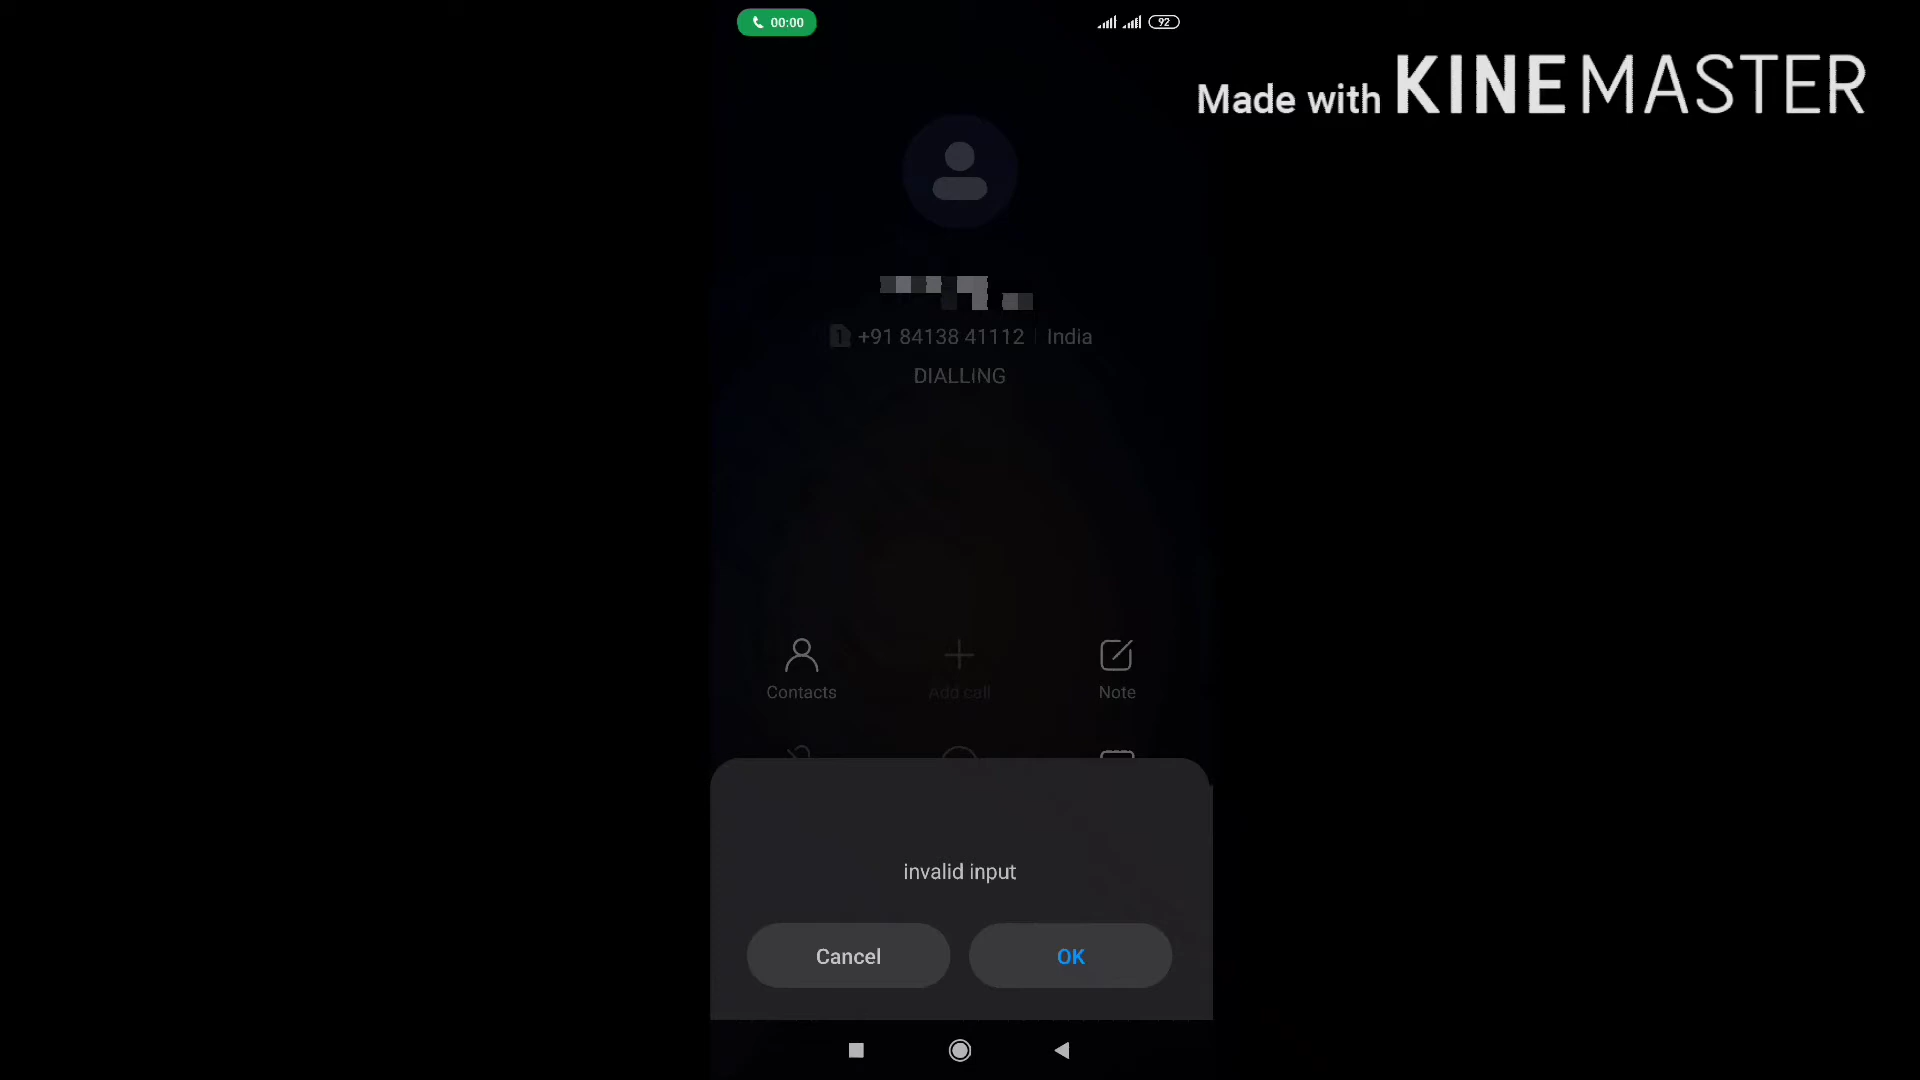 00:00
92
Made with KINEMASTER
1 +91 84138 41112 | India
DIALLING
Contacts
Add call
Note
invalid input
Cancel
OK